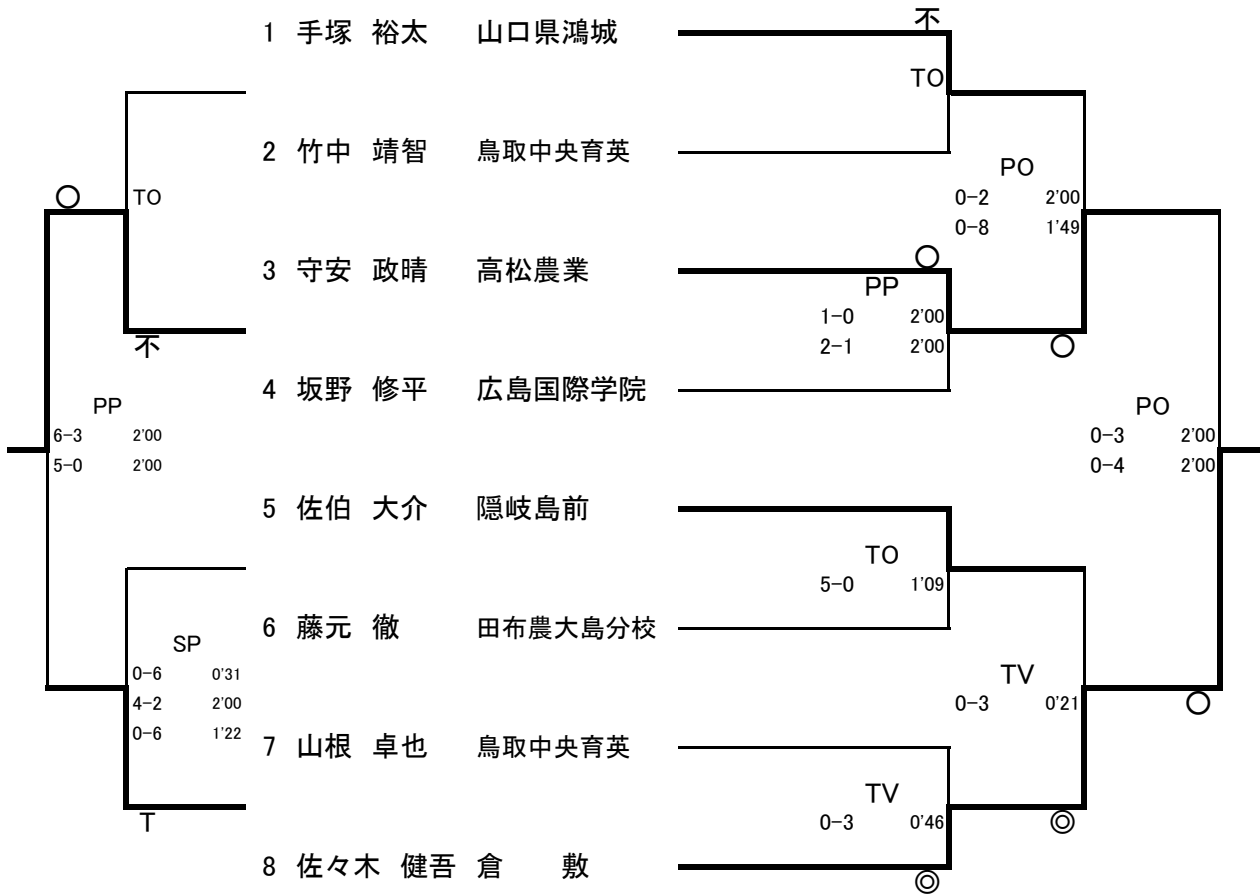 不
1 手塚 裕太 山口県鴻城
TO
2 竹中 靖智 鳥取中央育英
PO
○ TO
0-2 2'00
0-8 1'49
○
3 守安 政晴 高松農業
PP
1-0 2'00
2-1 2'00
不
○
4 坂野 修平 広島国際学院
PP
6-3 2'00
5-0 2'00
PO
0-3 2'00
0-4 2'00
5 佐伯 大介 隠岐島前
TO
5-0 1'09
6 藤元 徹 田布農大島分校
SP
0-6 0'31
4-2 2'00
0-6 1'22
TV
0-3 0'21
○
7 山根 卓也 鳥取中央育英
TV
0-3 0'46
T
◎
8 佐々木 健吾 倉 敷
◎